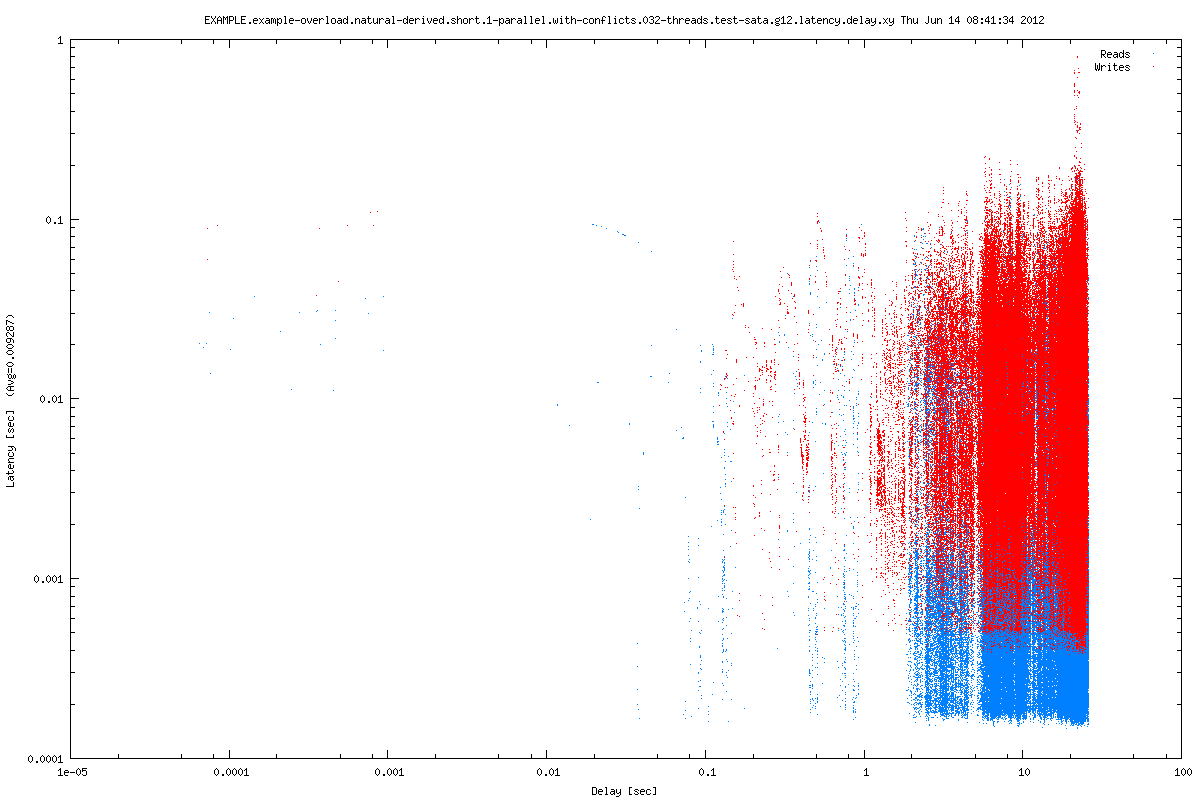 EXAMPLE.example-overload.natural-derived.short.1-parallel.with-conflicts.032-threads.test-sata.g12.latency.delay.xy Thu Jun 14 08:41:34 2012
Reads
Writes
1
0.1
0.01
0.001
0.0001
Latency [sec] (Avg=0.009287)
1e-05
0.0001
0.001
0.01
0.1
1
10
100
Delay [sec]